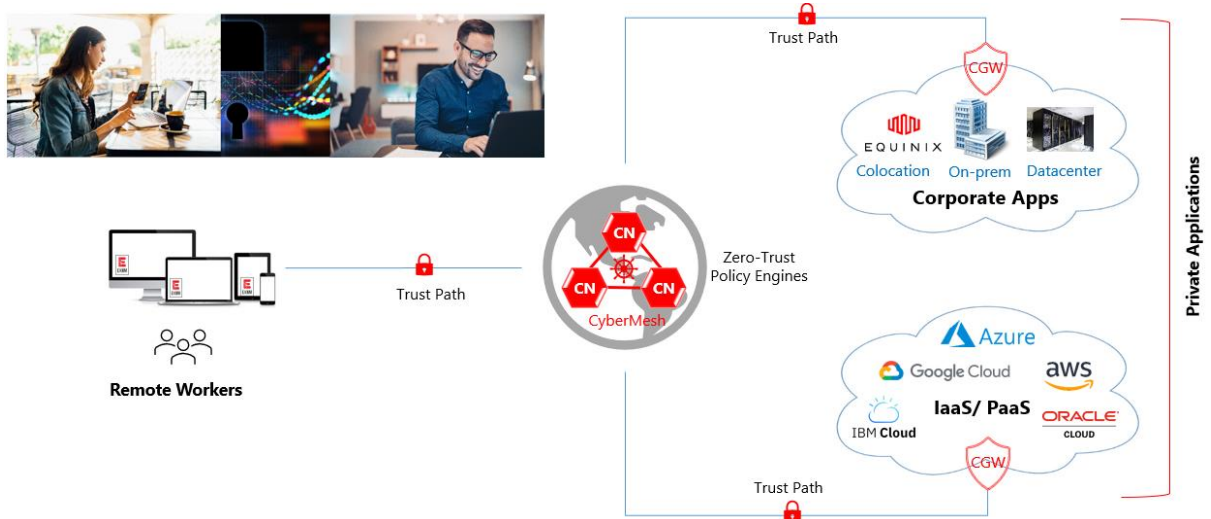 Trust Path
CGW
EQUINIX
Colocation
On-prem
Datacenter
Corporate Apps
Private Applications
CN
CN
CN
CyberMesh
Zero-Trust
Policy Engines
Trust Path
Remote Workers
Azure
Google Cloud
aws
IaaS/ PaaS
IBM Cloud
ORACLE
CLOUD
CGW
Trust Path